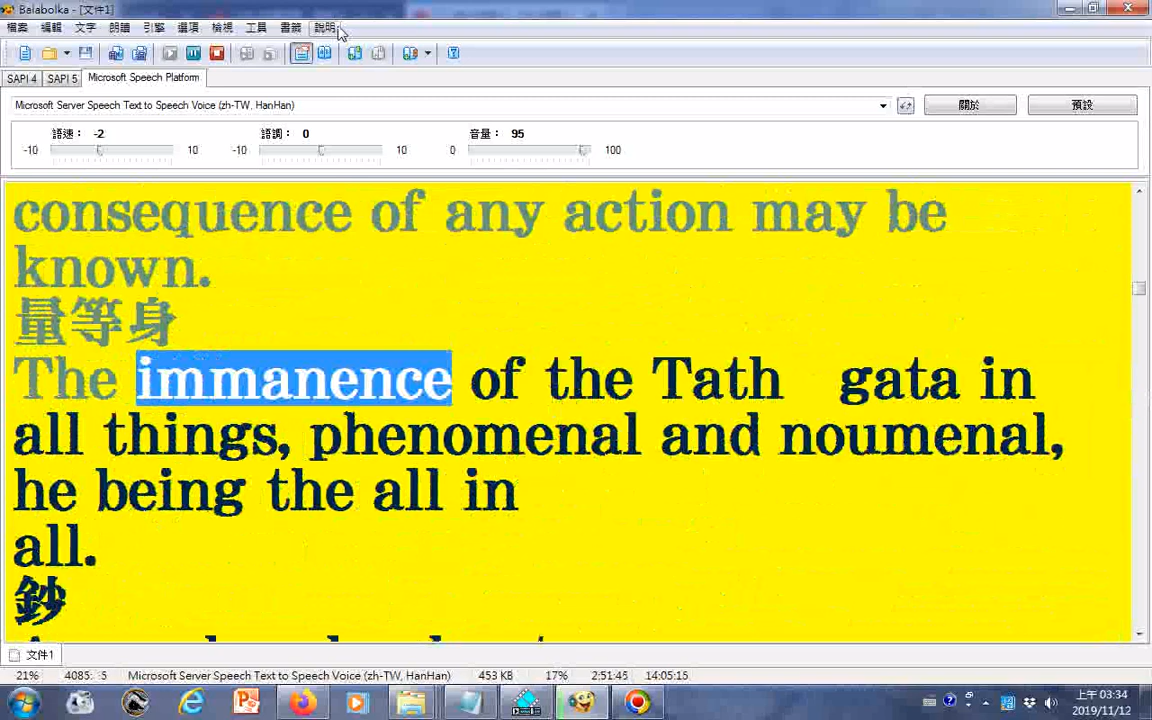 Balabolka - [文件1]
檔案 編輯 文字 朗讀 引擎 選項 檢視 工具 書籤 說明
SAPI 4 SAPI 5 Microsoft Speech Platform
Microsoft Server Speech Text to Speech Voice (zh-TW, HanHan) 關於 預設
語速： -2 語調： 0 音量： 95
-10 10 -10 10 0 100
consequence of any action may be
known.
量等身
The immanence of the Tath gata in
all things, phenomenal and noumenal,
he being the all in
all.
鈔
文件1
21% 4085: 5 Microsoft Server Speech Text to Speech Voice (zh-TW, HanHan) 453 KB 17% 2:51:45 14:05:15
上午 03:34
2019/11/12